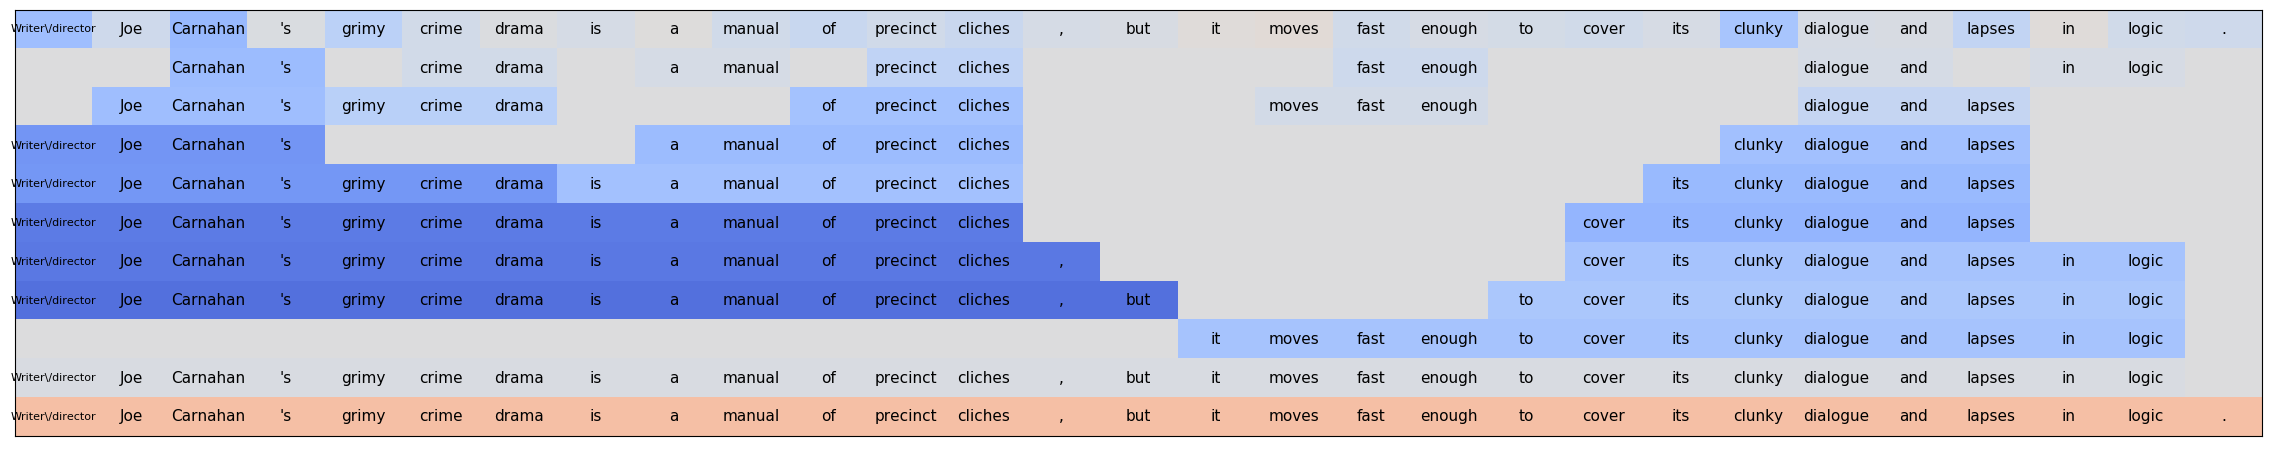 Writer\/director Joe Carnahan 's grimy crime drama is a manual of precinct cliches , but it moves fast enough to cover its clunky dialogue and lapses in logic .
Carnahan 's crime drama a manual precinct cliches fast enough dialogue and in logic
Joe Carnahan 's grimy crime drama of precinct cliches moves fast enough dialogue and lapses
Writer\/director Joe Carnahan 's a manual of precinct cliches clunky dialogue and lapses
Writer\/director Joe Carnahan 's grimy crime drama is a manual of precinct cliches its clunky dialogue and lapses
Writer\/director Joe Carnahan 's grimy crime drama is a manual of precinct cliches cover its clunky dialogue and lapses
Writer\/director Joe Carnahan 's grimy crime drama is a manual of precinct cliches , cover its clunky dialogue and lapses in logic
Writer\/director Joe Carnahan 's grimy crime drama is a manual of precinct cliches , but to cover its clunky dialogue and lapses in logic
it moves fast enough to cover its clunky dialogue and lapses in logic
Writer\/director Joe Carnahan 's grimy crime drama is a manual of precinct cliches , but it moves fast enough to cover its clunky dialogue and lapses in logic
Writer\/director Joe Carnahan 's grimy crime drama is a manual of precinct cliches , but it moves fast enough to cover its clunky dialogue and lapses in logic .